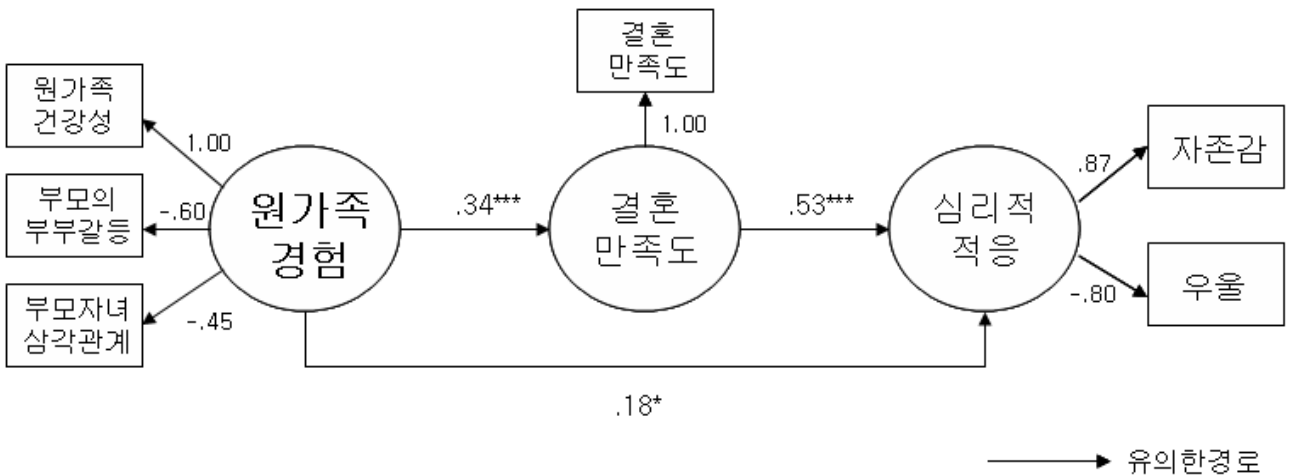 결혼
만족도
원가족
건강성
1.00
1.00
부모의
부부갈등
-.60
원가족
경험
.34***
결혼
만족도
.53***
심리적
적응
.87
자존감
-.80
우울
부모자녀
삼각관계
-.45
.18*
유의한경로